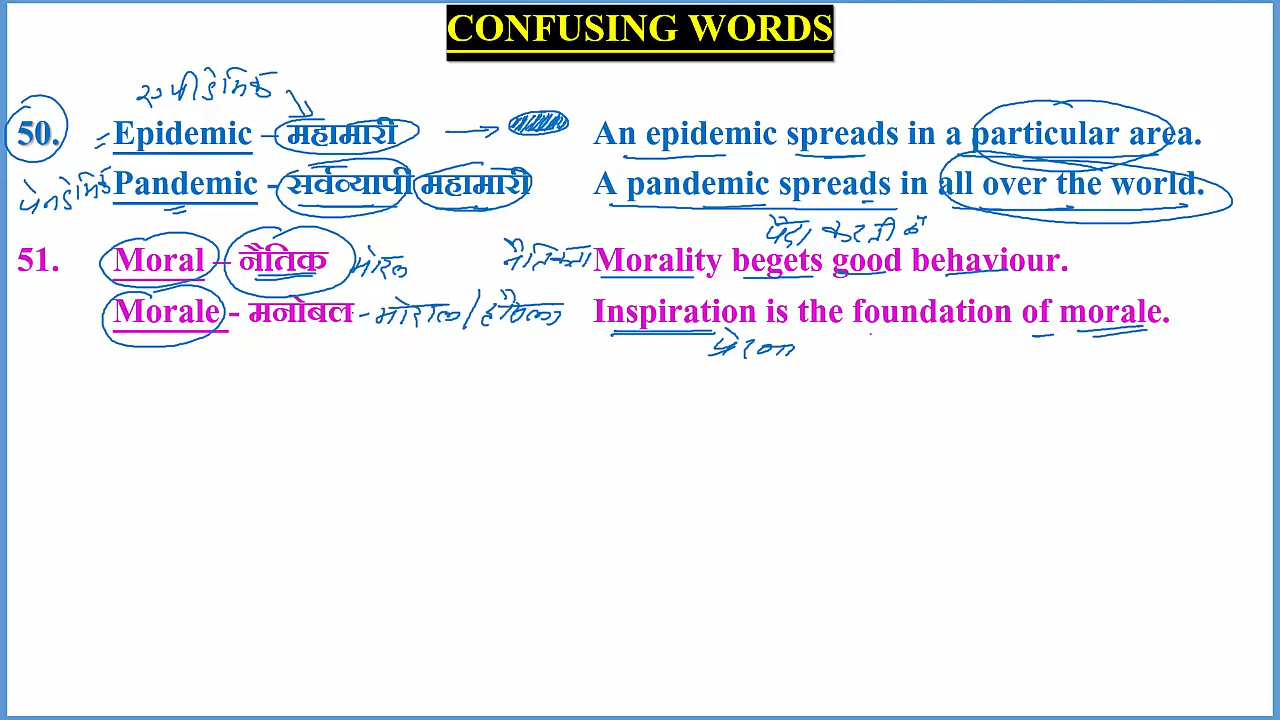 CONFUSING WORDS
एपीडेमिक
50. Epidemic – महामारी An epidemic spreads in a particular area.
पेनडेमिक Pandemic - सर्वव्यापी महामारी A pandemic spreads in all over the world.
पैदा करती है
51. Moral – नैतिक मोरल नैतिकता Morality begets good behaviour.
Morale - मनोबल - मोराल / हौसला Inspiration is the foundation of morale.
प्रेरणा